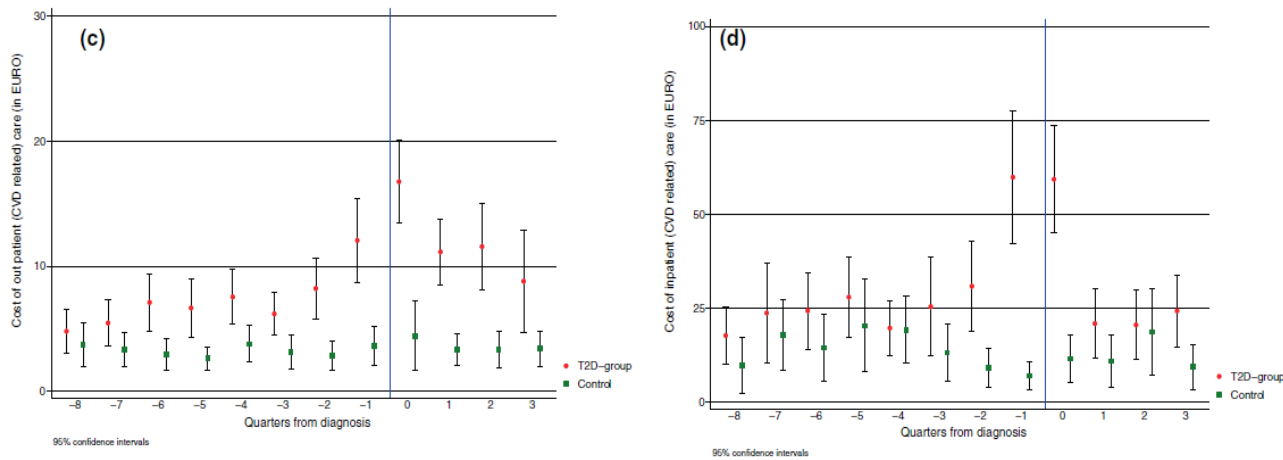 (c)
Cost of out patient (CVD related) care (in EURO)
30
20
10
0
−8 −7 −6 −5 −4 −3 −2 −1 0 1 2 3
Quarters from diagnosis
T2D−group
Control
95% confidence intervals
(d)
Cost of inpatient (CVD related) care (in EURO)
100
75
50
25
0
−8 −7 −6 −5 −4 −3 −2 −1 0 1 2 3
Quarters from diagnosis
T2D−group
Control
95% confidence intervals